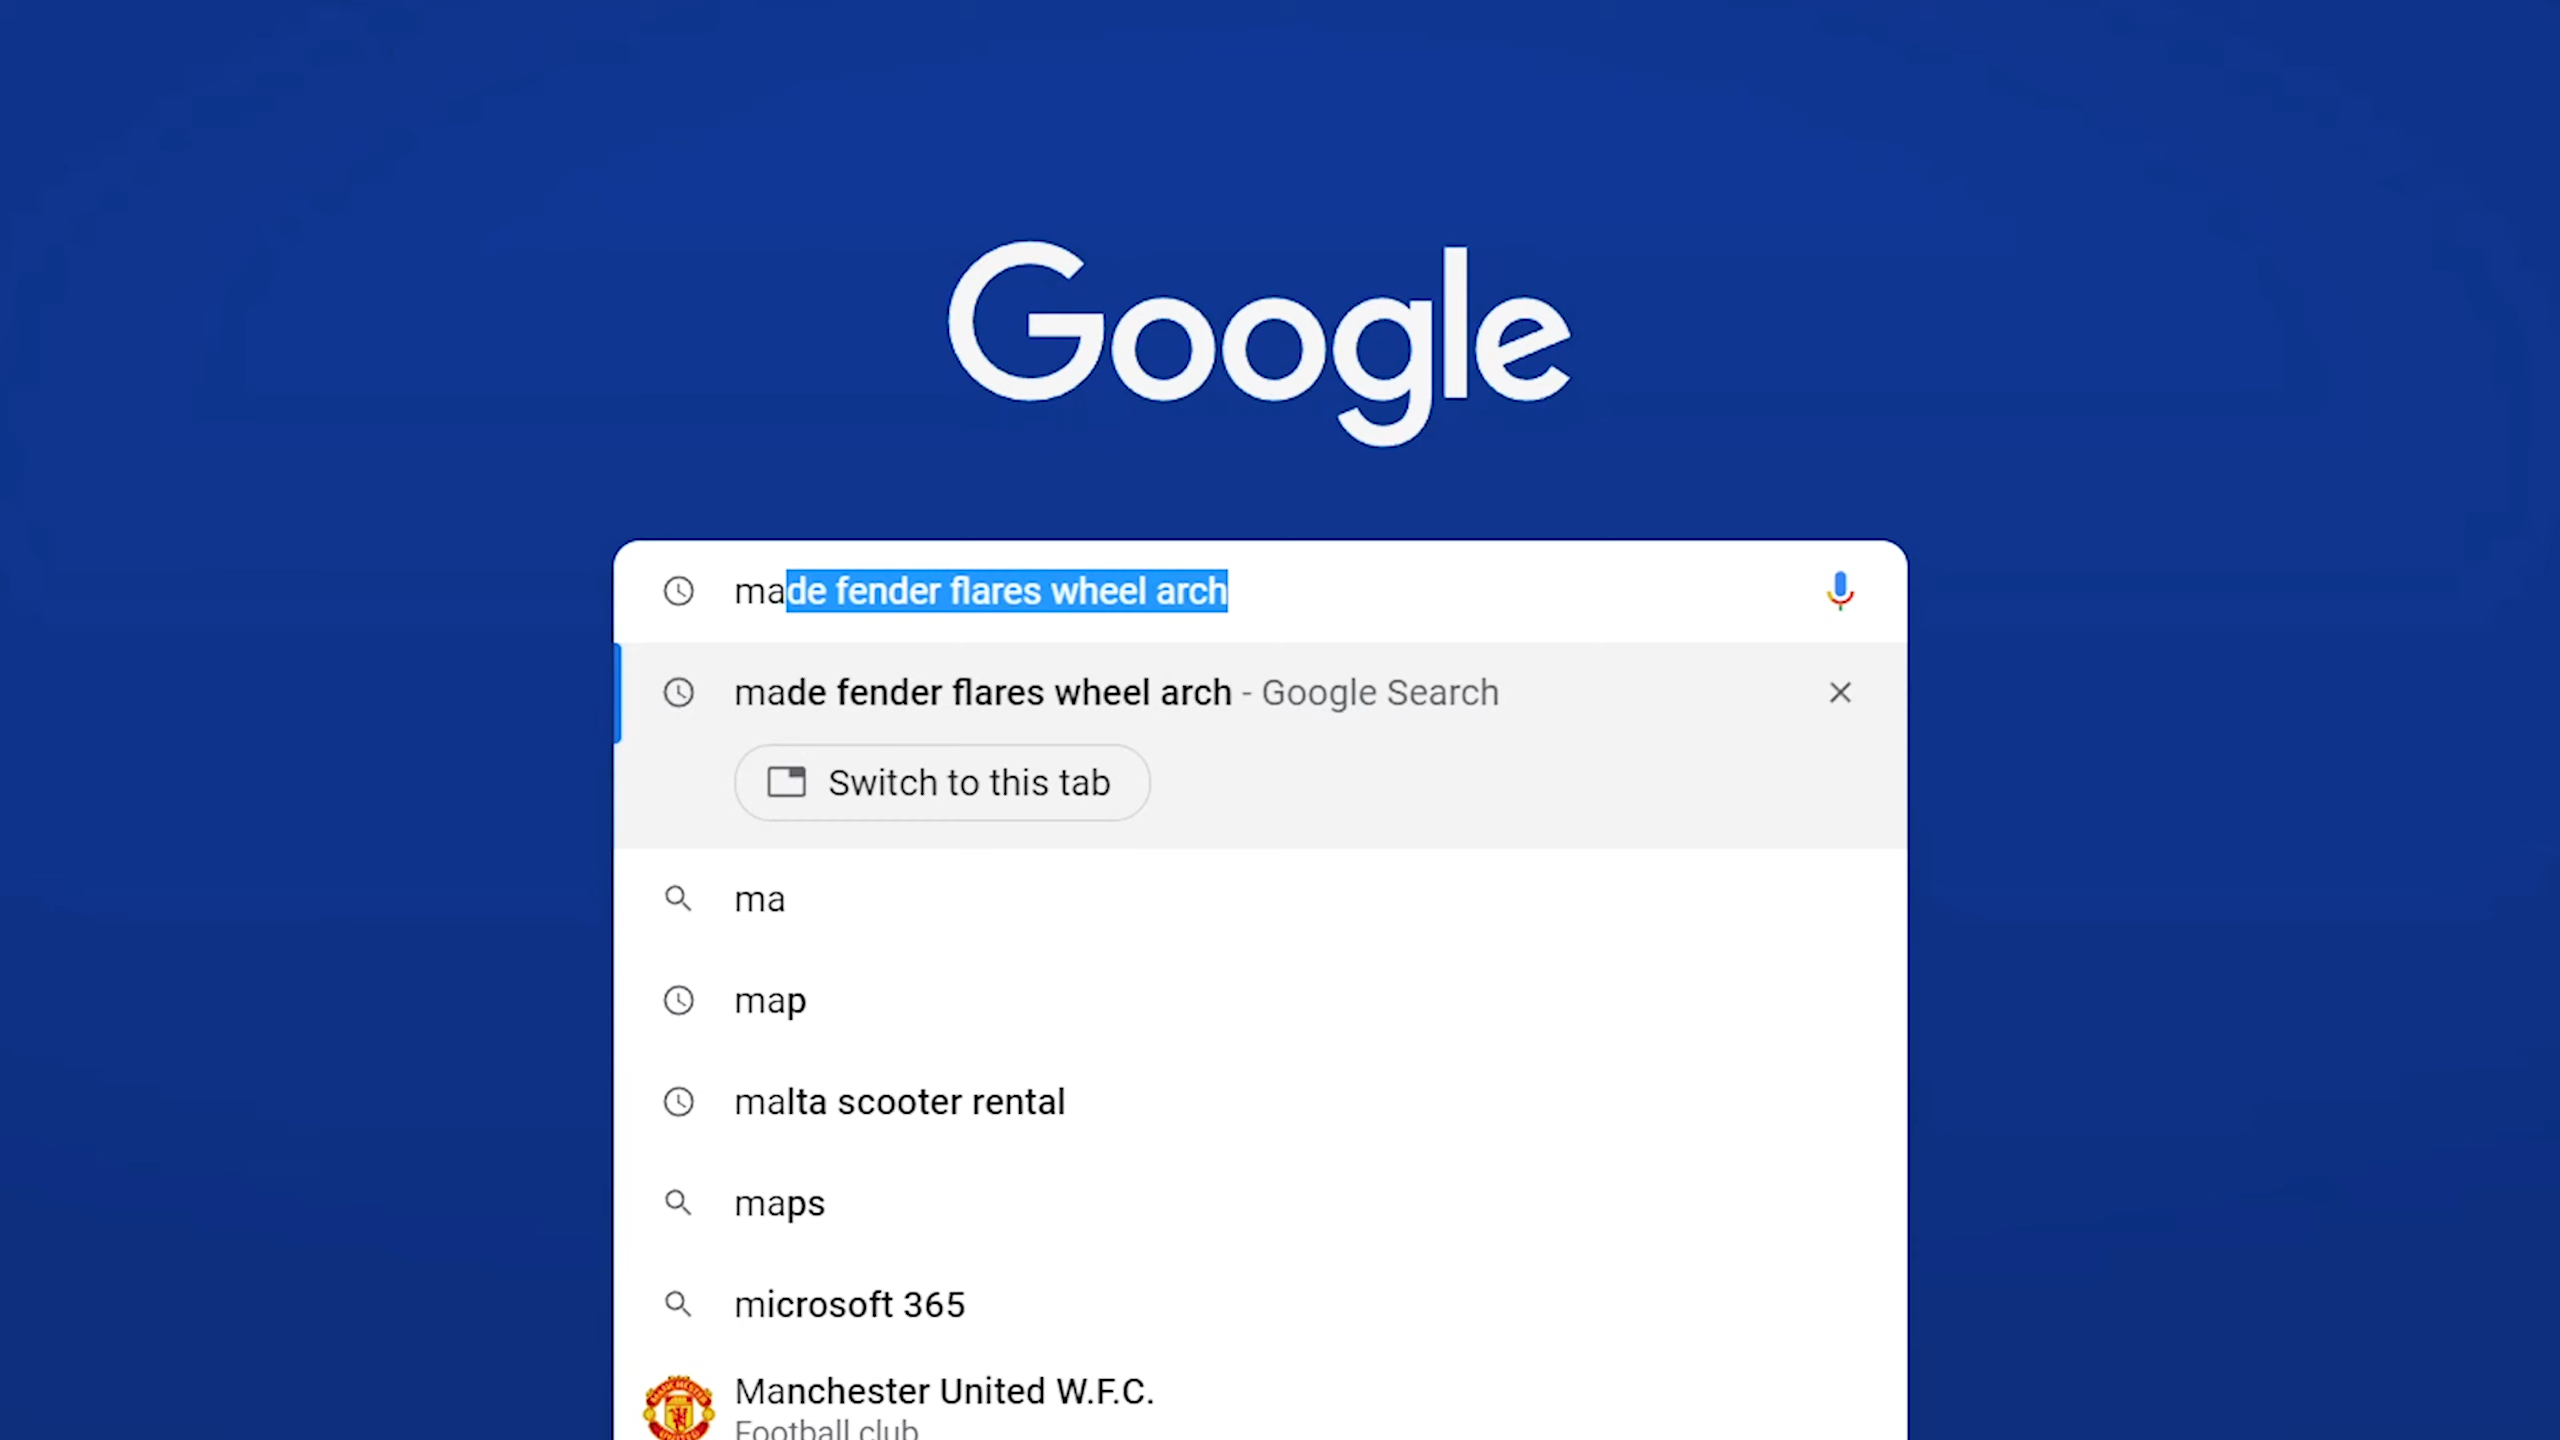 Google
made fender flares wheel arch
made fender flares wheel arch - Google Search
Switch to this tab
ma
map
malta scooter rental
maps
microsoft 365
Manchester United W.F.C.
Football club